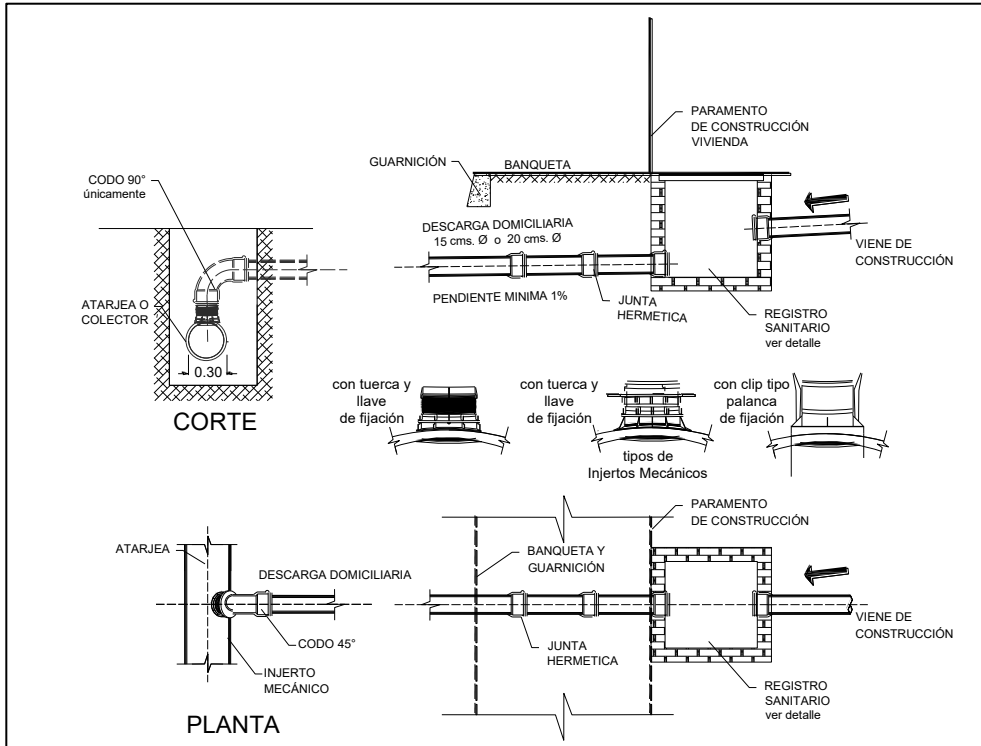 PARAMENTO
DE CONSTRUCCIÓN
VIVIENDA
GUARNICIÓN
BANQUETA
CODO 90°
únicamente
DESCARGA DOMICILIARIA
15 cms. Ø o 20 cms. Ø
VIENE DE
CONSTRUCCIÓN
ATARJEA O
COLECTOR
PENDIENTE MINIMA 1%
JUNTA
HERMETICA
REGISTRO
SANITARIO
ver detalle
0.30
CORTE
con tuerca y
llave
de fijación
con tuerca y
llave
de fijación
con clip tipo
palanca
de fijación
tipos de
Injertos Mecánicos
PARAMENTO
DE CONSTRUCCIÓN
ATARJEA
BANQUETA Y
GUARNICIÓN
DESCARGA DOMICILIARIA
VIENE DE
CONSTRUCCIÓN
CODO 45°
JUNTA
HERMETICA
INJERTO
MECÁNICO
REGISTRO
SANITARIO
ver detalle
PLANTA